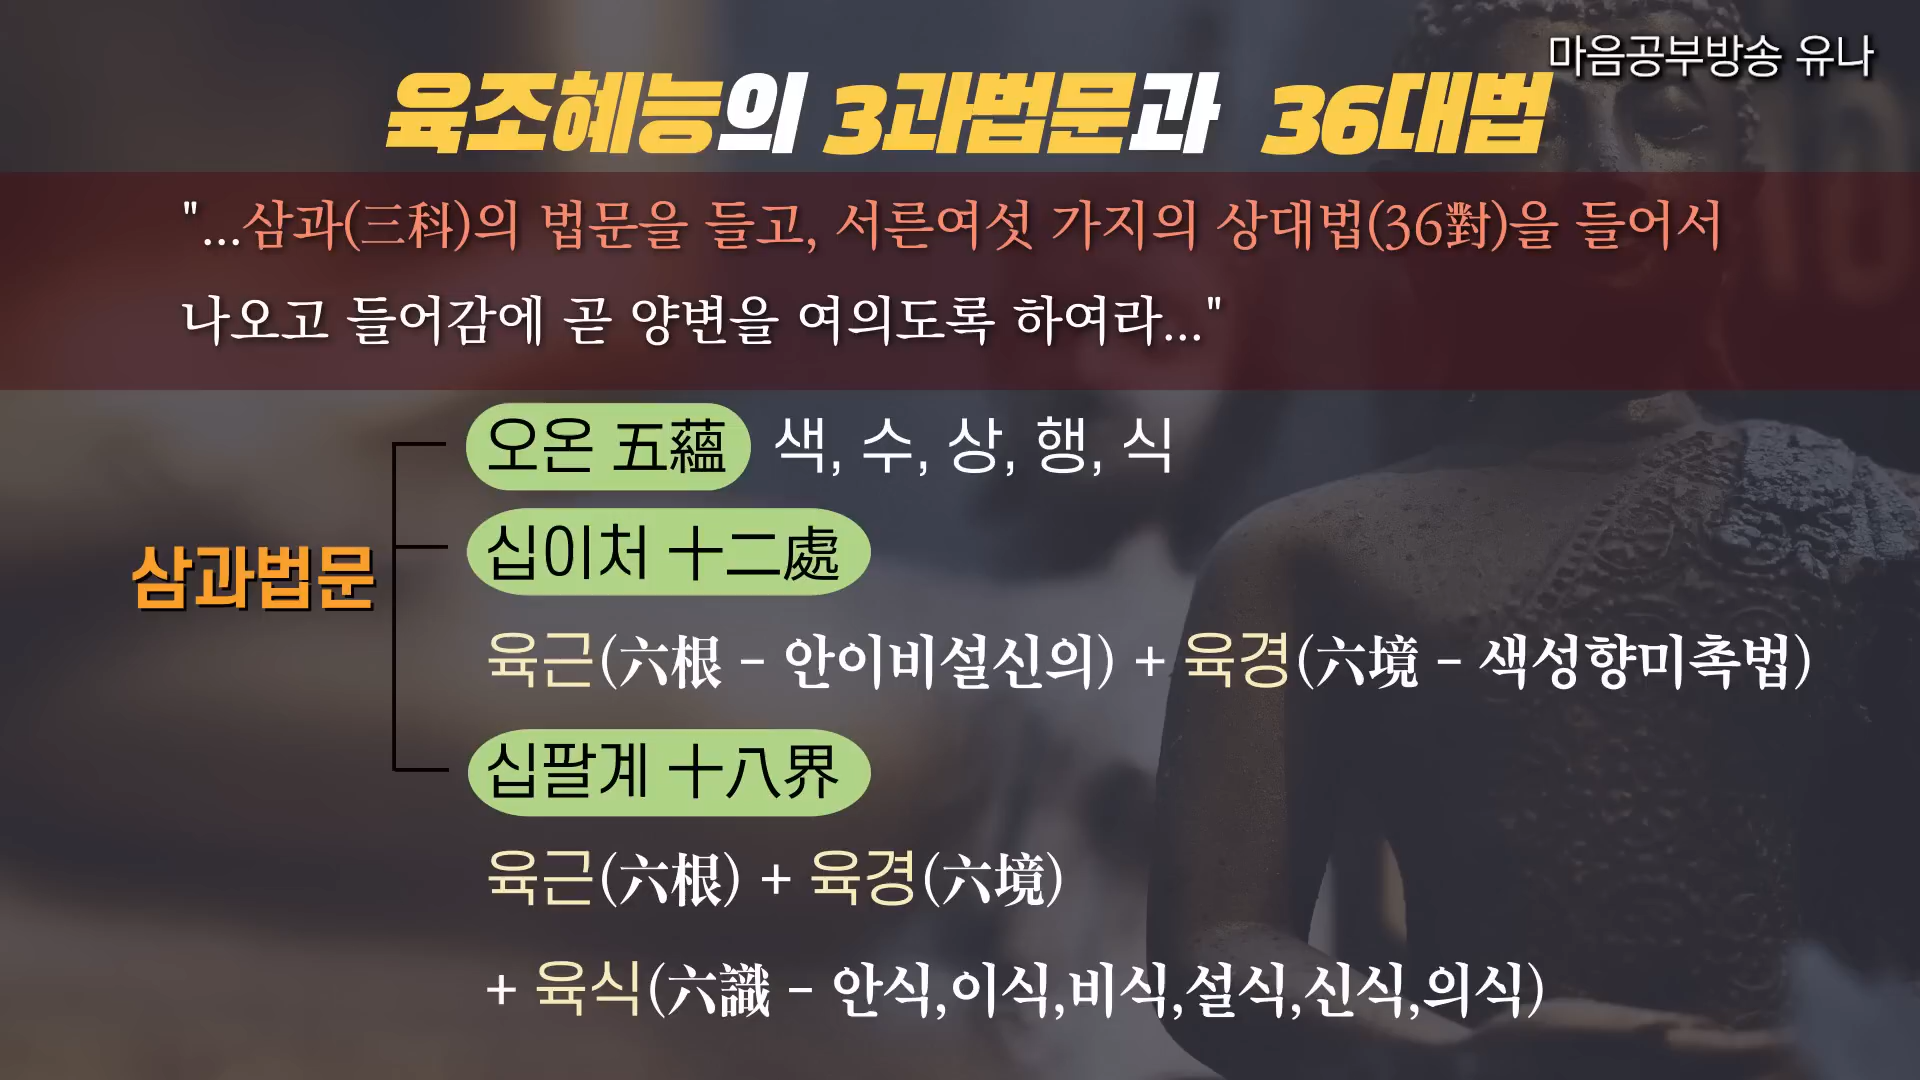 마음공부방송 유나
육조혜능의 3과법문과 36대법
"...삼과(三科)의 법문을 들고, 서른여섯 가지의 상대법(36對)을 들어서
나오고 들어감에 곧 양변을 여의도록 하여라..."
삼과법문
오온 五蘊 색, 수, 상, 행, 식
십이처 十二處
육근(六根 - 안이비설신의) + 육경(六境 - 색성향미촉법)
십팔계 十八界
육근(六根) + 육경(六境)
+ 육식(六識 - 안식,이식,비식,설식,신식,의식)